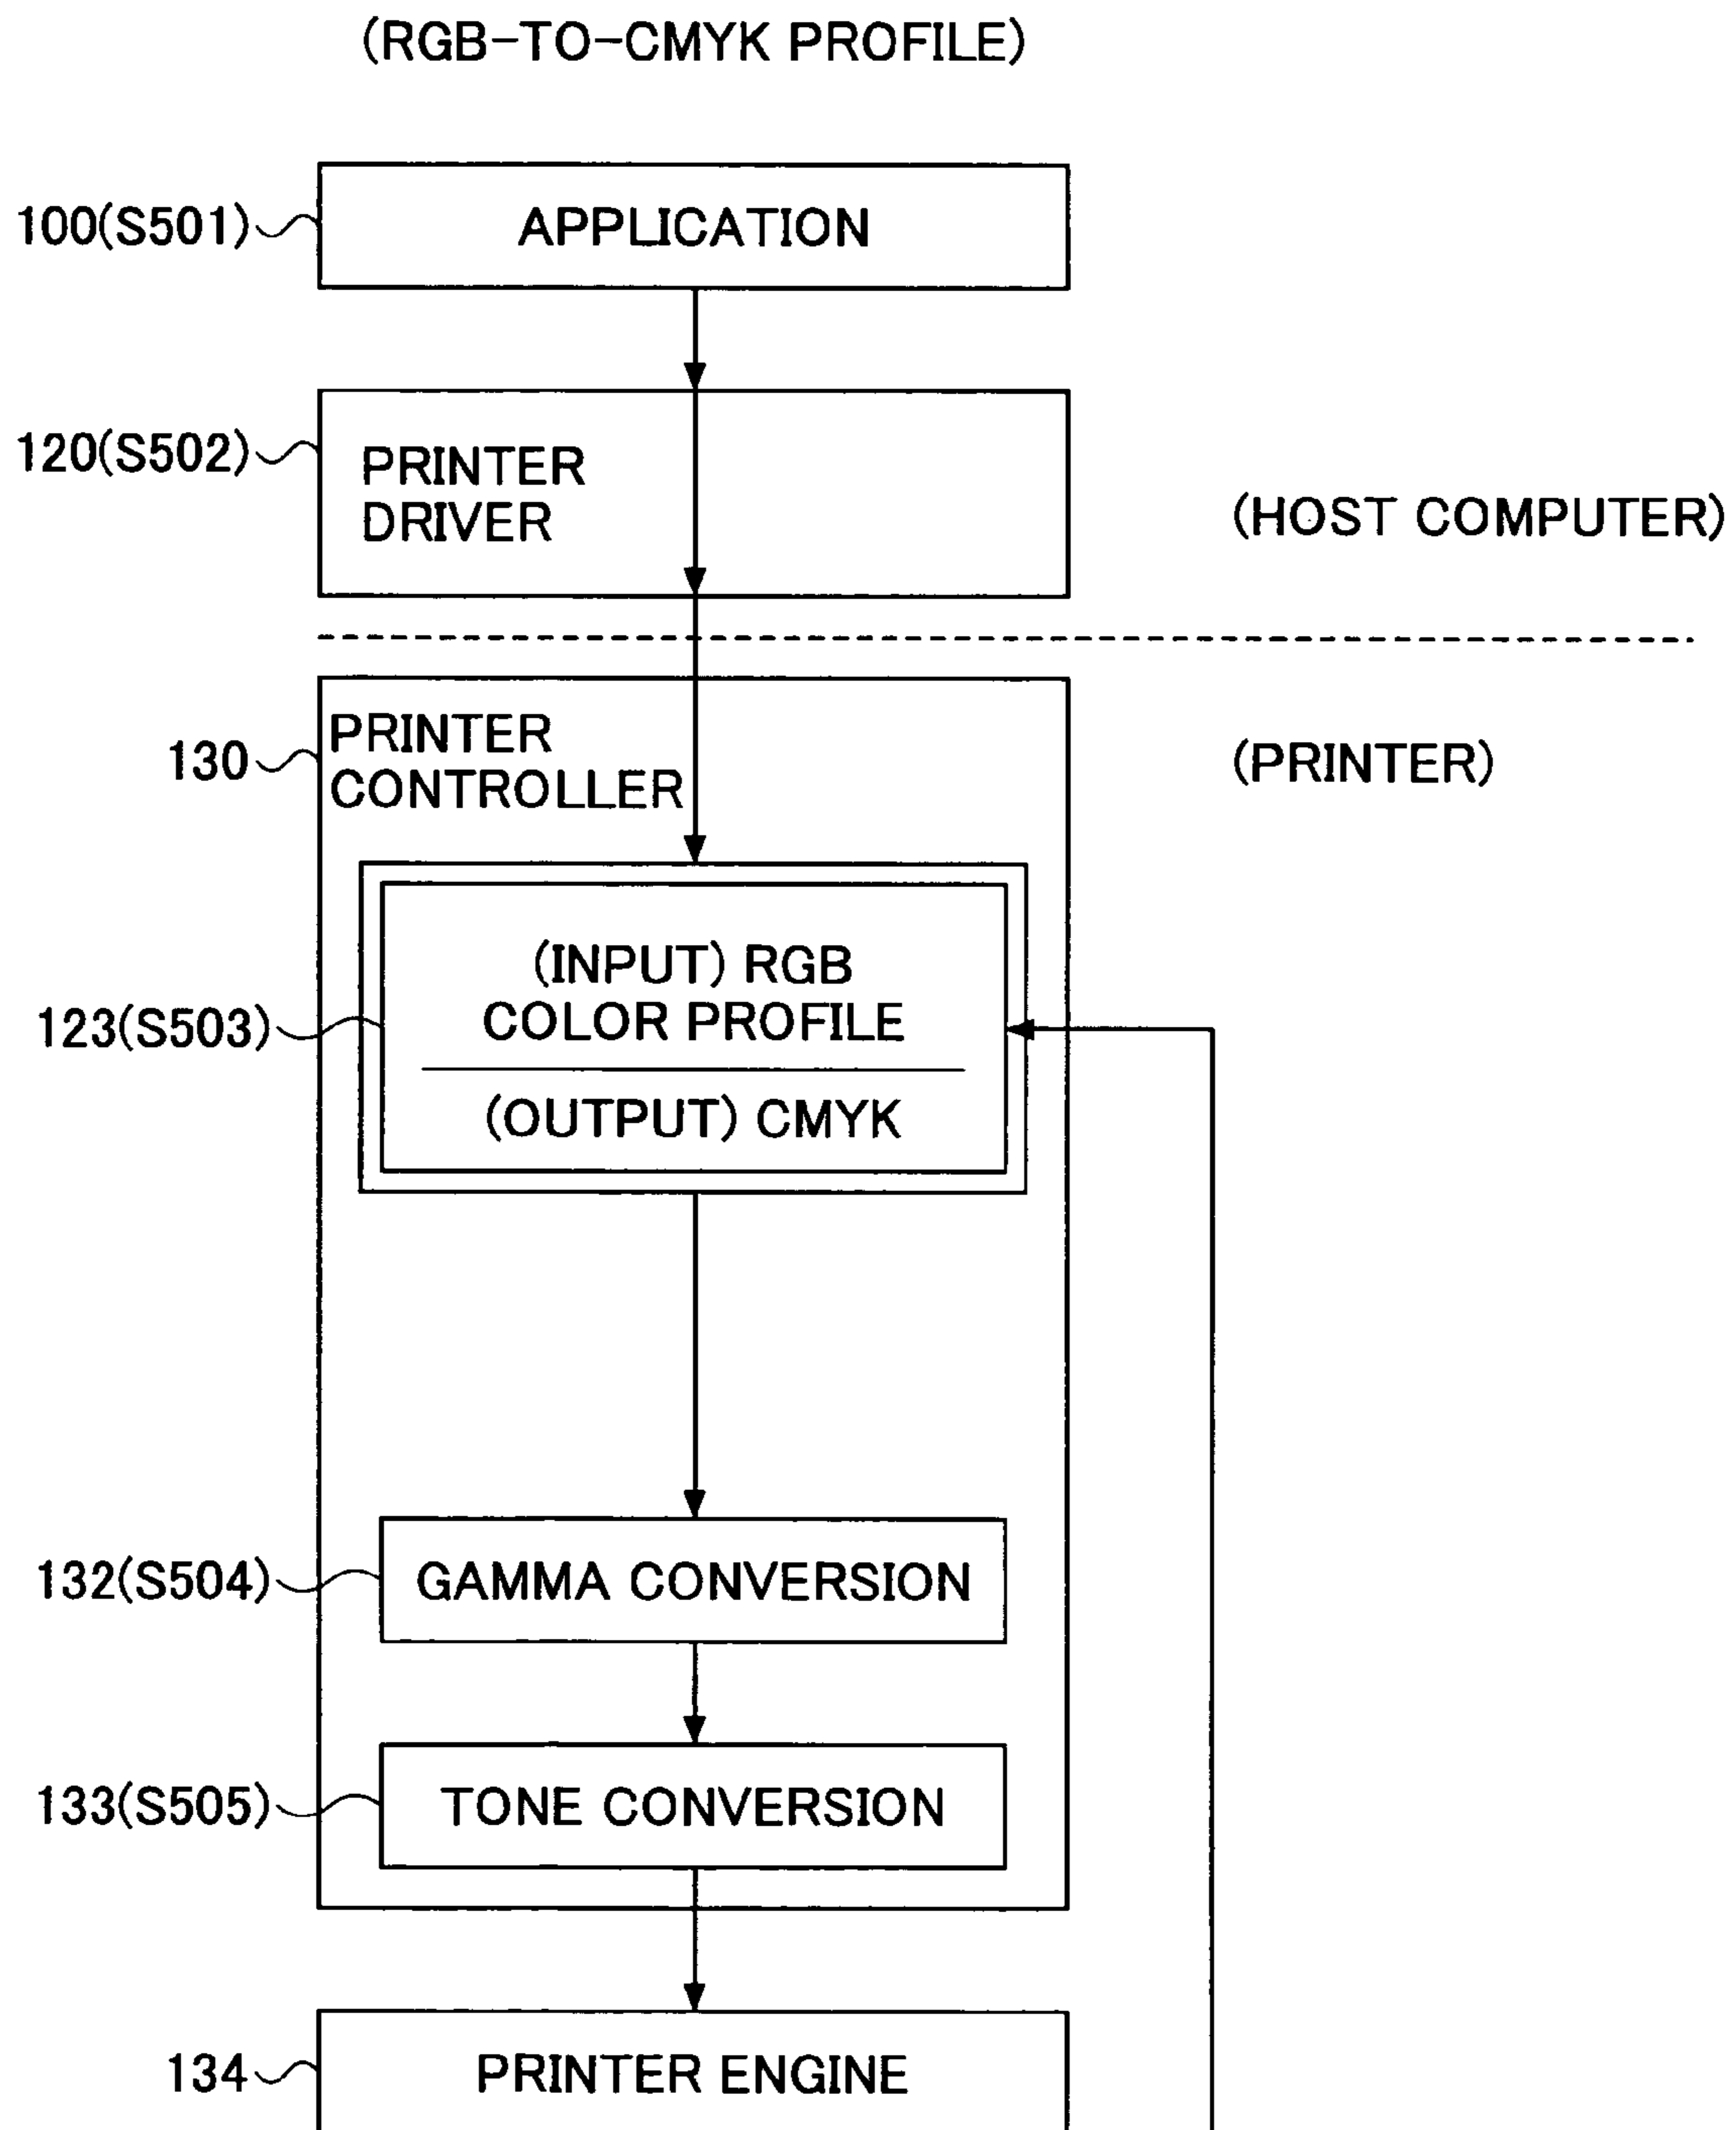 (RGB-TO-CMYK PROFILE)
100(S501)
APPLICATION
120(S502)
PRINTER
DRIVER
(HOST COMPUTER)
130
PRINTER
CONTROLLER
(PRINTER)
123(S503)
(INPUT) RGB
COLOR PROFILE
(OUTPUT) CMYK
132(S504)
GAMMA CONVERSION
133(S505)
TONE CONVERSION
134
PRINTER ENGINE